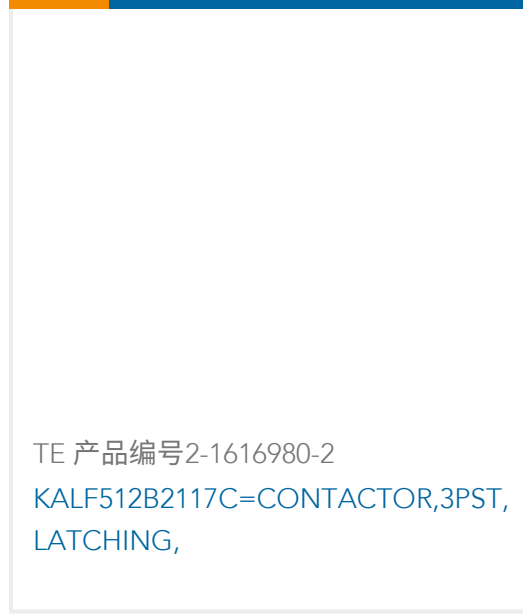 TE 产品编号2-1616980-2
KALF512B2117C=CONTACTOR,3PST,
LATCHING,